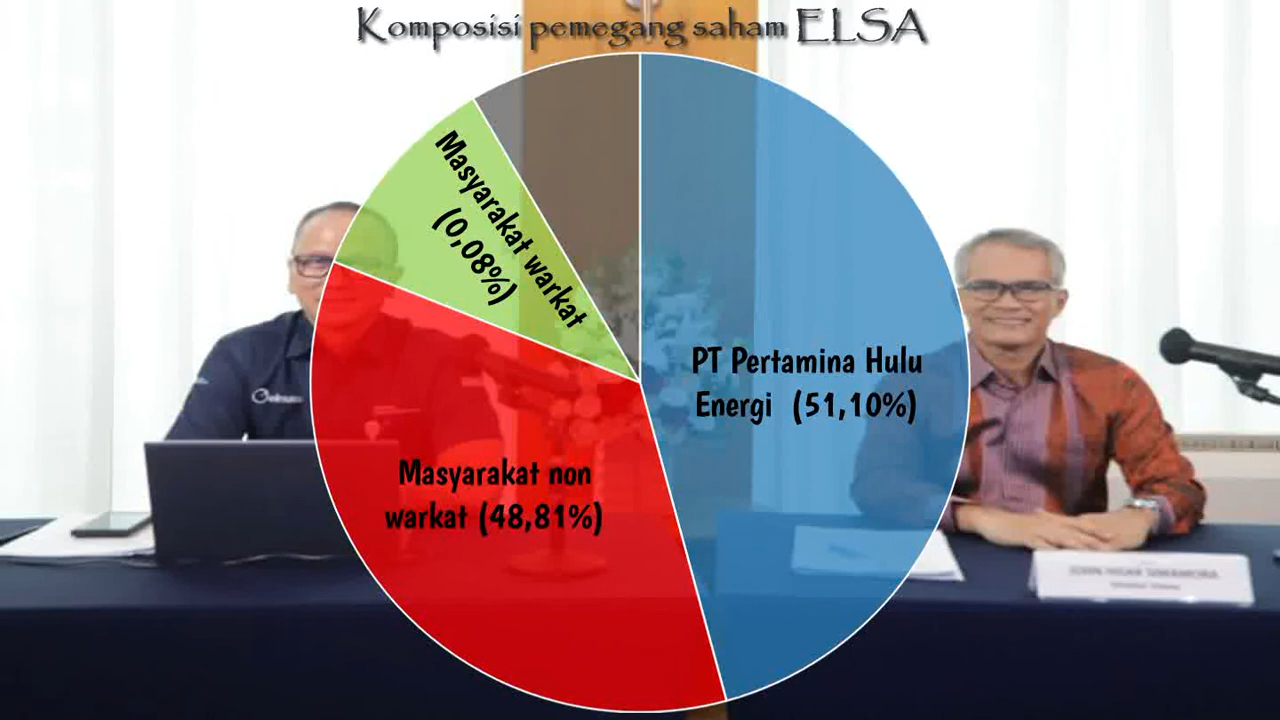 Komposisi pemegang saham ELSA
Masyarakat warkat
(0,08%)
PT Pertamina Hulu
Energi (51,10%)
Masyarakat non
warkat (48,81%)